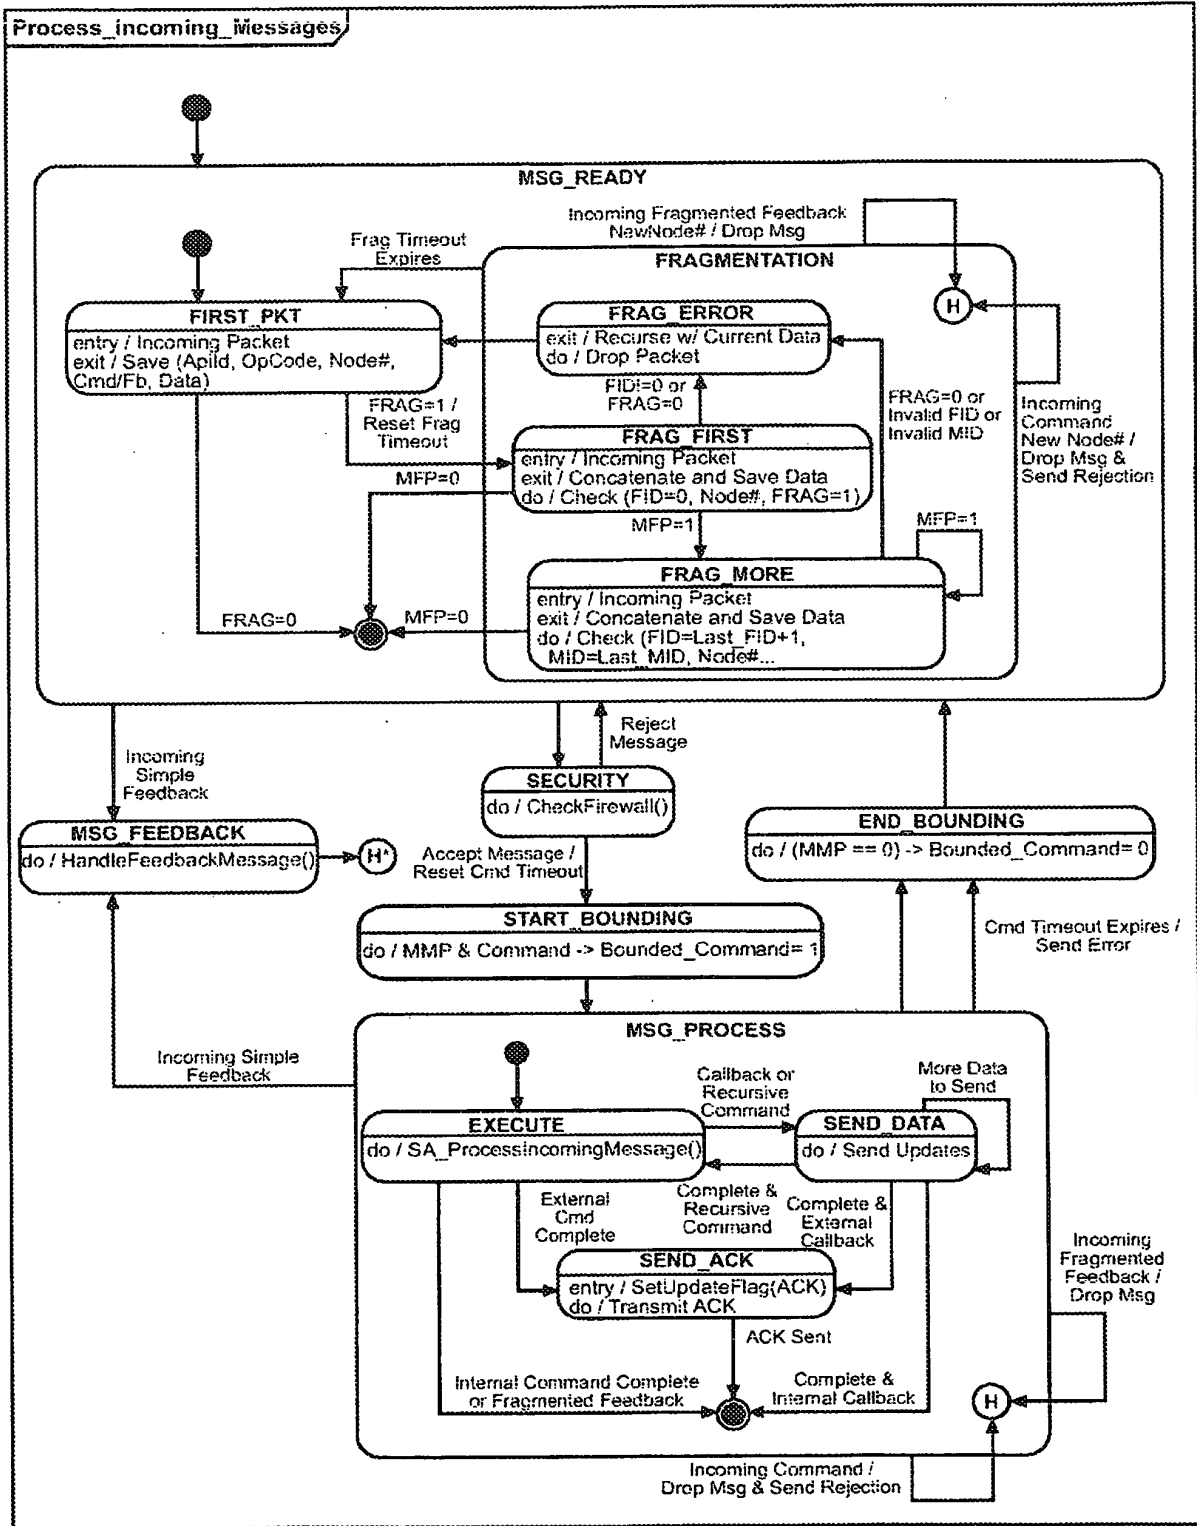 Process_incoming_Messages
MSG_READY
Incoming Fragmented Feedback
NewNode# / Drop Msg
Frag Timeout
Expires
FRAGMENTATION
H
FIRST_PKT
entry / Incoming Packet
exit / Save (ApiId, OpCode, Node#,
Cmd/Fb, Data)
FRAG_ERROR
exit / Recurse w/ Current Data
do / Drop Packet
FID!=0 or
FRAG=0
FRAG=0 or
Invalid FID or
Invalid MID
Incoming
Command
New Node# /
Drop Msg &
Send Rejection
FRAG=1 /
Reset Frag
Timeout
FRAG_FIRST
entry / Incoming Packet
exit / Concatenate and Save Data
do / Check (FID=0, Node#, FRAG=1)
MFP=0
MFP=1
MFP=1
FRAG_MORE
entry / Incoming Packet
exit / Concatenate and Save Data
do / Check (FID=Last_FID+1,
MID=Last_MID, Node#...
FRAG=0
MFP=0
Reject
Message
Incoming
Simple
Feedback
SECURITY
do / CheckFirewall()
MSG_FEEDBACK
do / HandleFeedbackMessage()
H*
END_BOUNDING
do / (MMP == 0) -> Bounded_Command= 0
Accept Message /
Reset Cmd Timeout
START_BOUNDING
do / MMP & Command -> Bounded_Command= 1
Cmd Timeout Expires /
Send Error
MSG_PROCESS
Incoming Simple
Feedback
Callback or
Recursive
Command
More Data
to Send
EXECUTE
do / SA_ProcessIncomingMessage()
SEND_DATA
do / Send Updates
External
Cmd
Complete
Complete &
Recursive
Command
Complete &
External
Callback
SEND_ACK
entry / SetUpdateFlag(ACK)
do / Transmit ACK
Incoming
Fragmented
Feedback /
Drop Msg
ACK Sent
Internal Command Complete
or Fragmented Feedback
Complete &
Internal Callback
H
Incoming Command /
Drop Msg & Send Rejection